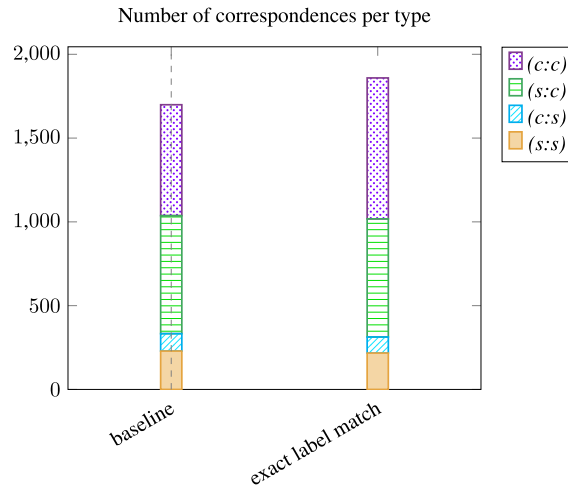 Number of correspondences per type
2,000
1,500
1,000
500
0
baseline
exact label match
(c:c)
(s:c)
(c:s)
(s:s)